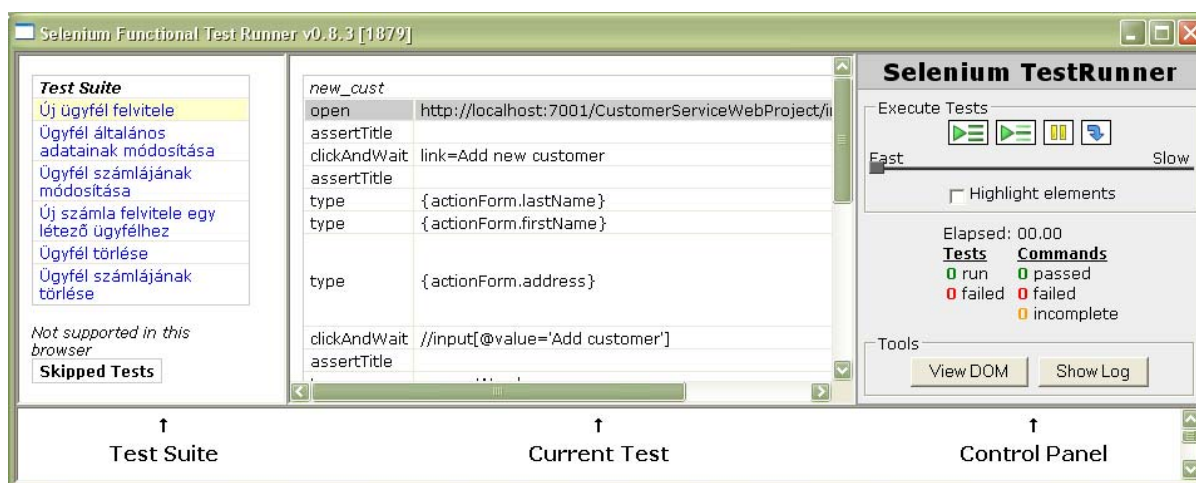 Selenium Functional Test Runner v0.8.3 [1879]
Test Suite
Új ügyfél felvitele
Ügyfél általános
adatainak módosítása
Ügyfél számlájának
módosítása
Új számla felvitele egy
létező ügyfélhez
Ügyfél törlése
Ügyfél számlájának
törlése
Not supported in this
browser
Skipped Tests
new_cust
open http://localhost:7001/CustomerServiceWebProject/i
assertTitle
clickAndWait link=Add new customer
assertTitle
type {actionForm.lastName}
type {actionForm.firstName}
type {actionForm.address}
clickAndWait //input[@value='Add customer']
assertTitle
Selenium TestRunner
Execute Tests
Fast Slow
Highlight elements
Elapsed: 00.00
Tests Commands
0 run 0 passed
0 failed 0 failed
0 incomplete
Tools
View DOM Show Log
↑ ↑ ↑
Test Suite Current Test Control Panel